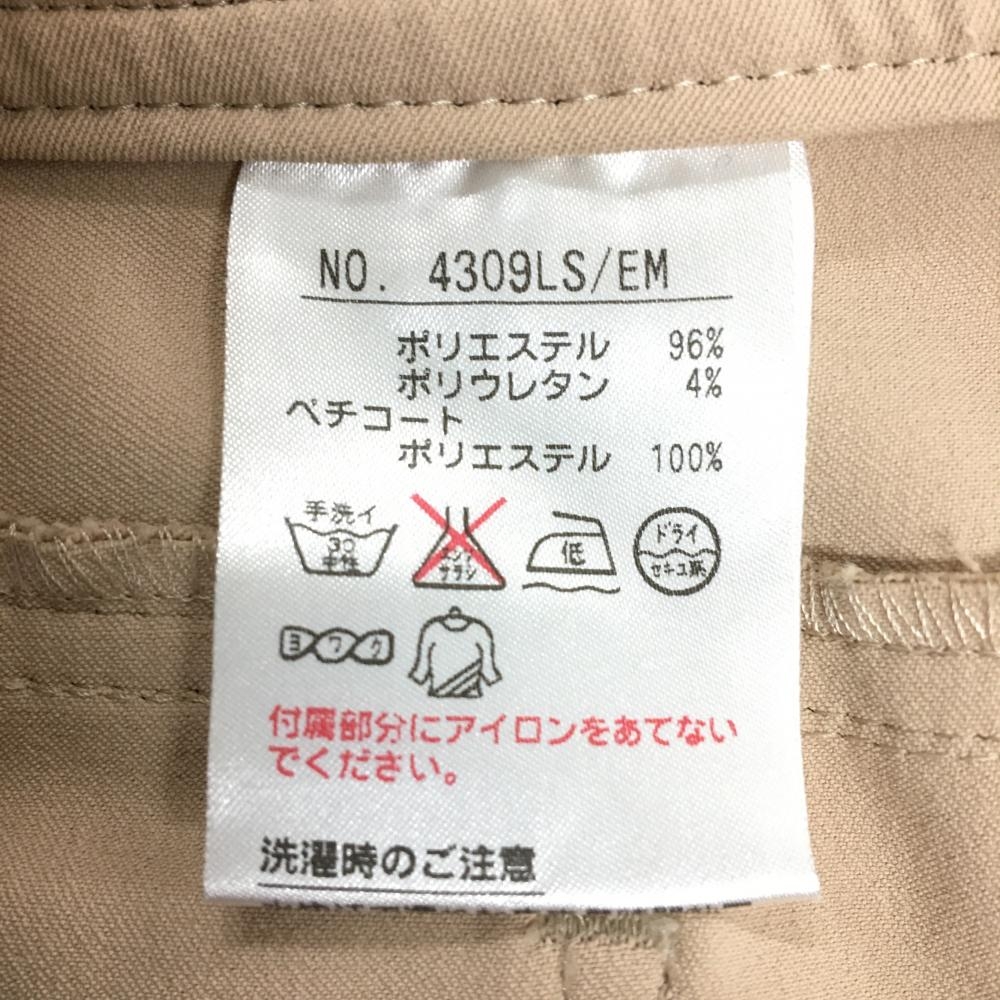 NO. 4309LS/EM
ポリエステル 96%
ポリウレタン 4%
ペチコート
ポリエステル 100%
手洗イ
30
中性
エンソ
サラシ
低
ドライ
セキユ系
ヨワク
付属部分にアイロンをあてない
でください。
洗濯時のご注意